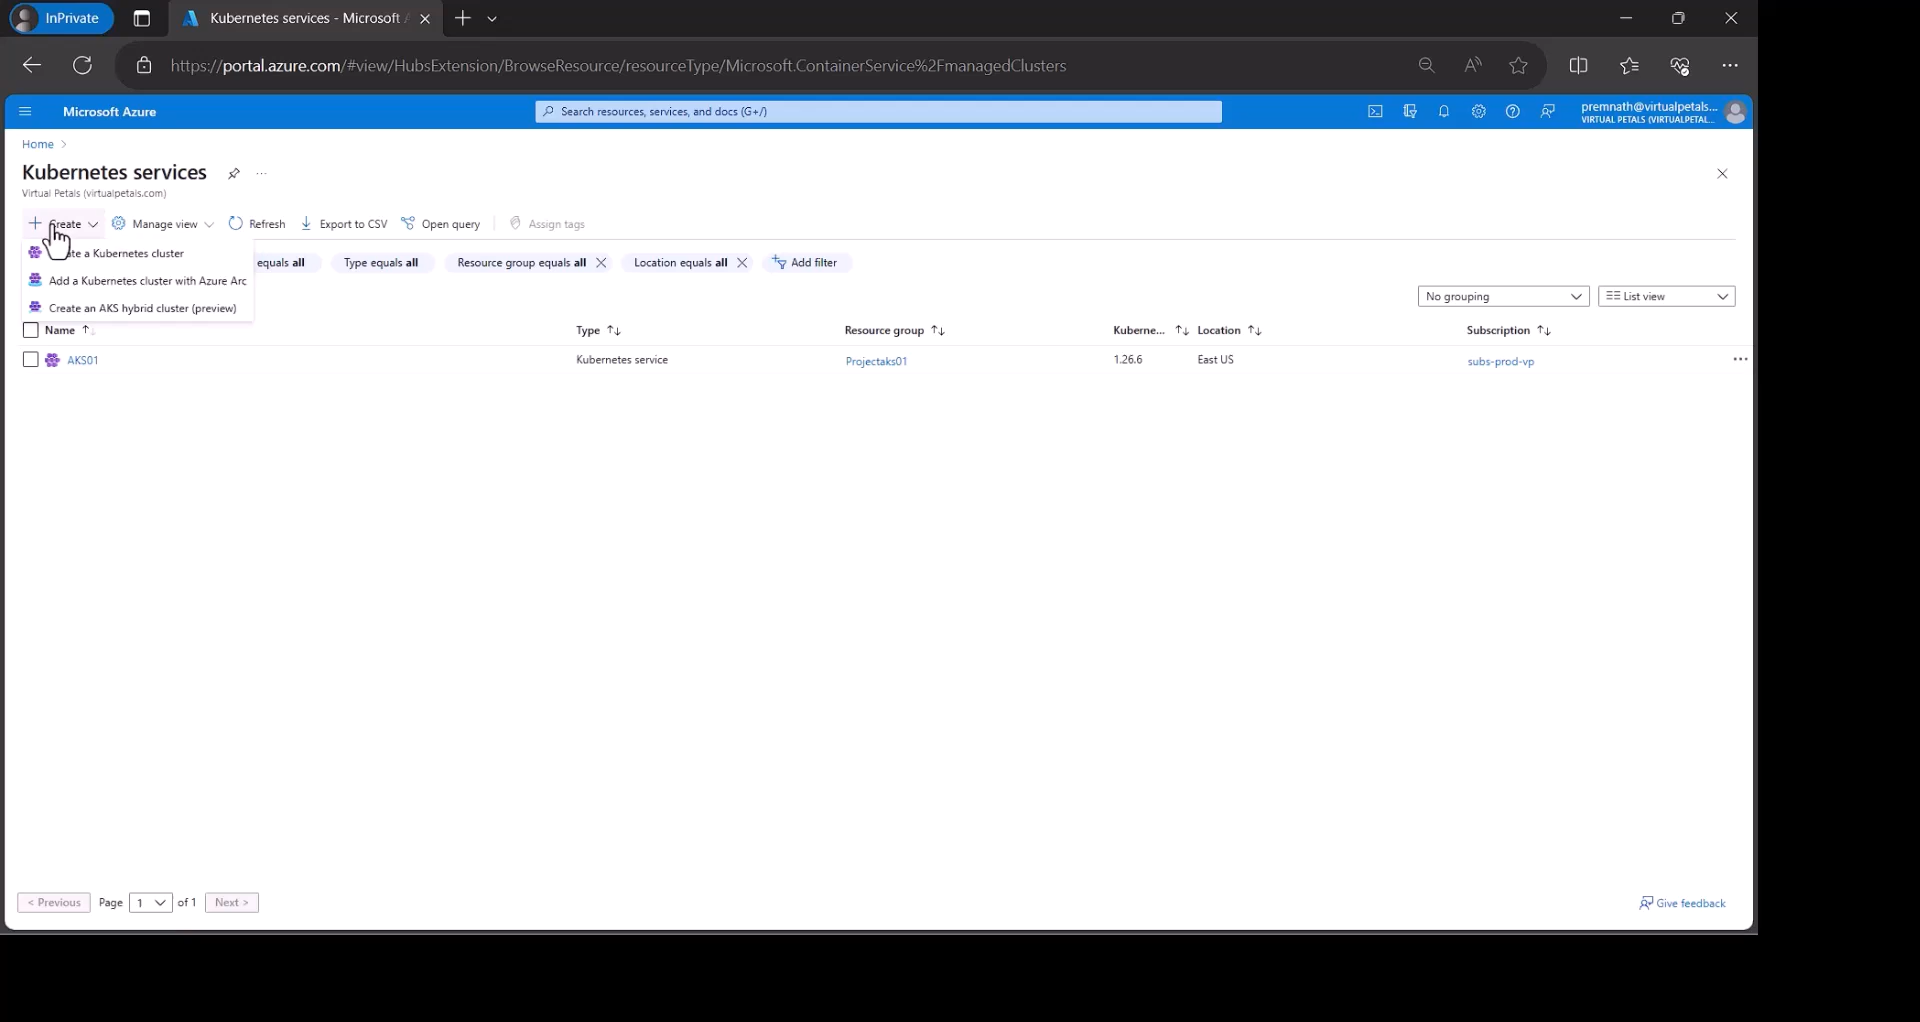 InPrivate
Kubernetes services - Microsoft
https://portal.azure.com/#view/HubsExtension/BrowseResource/resourceType/Microsoft.ContainerService%2FmanagedClusters
Microsoft Azure
Search resources, services, and docs (G+/)
premnath@virtualpetals...
VIRTUAL PETALS (VIRTUALPETAL...
Home >
Kubernetes services
Virtual Petals (virtualpetals.com)
Create Manage view Refresh Export to CSV Open query Assign tags
a Kubernetes cluster
Add a Kubernetes cluster with Azure Arc
Create an AKS hybrid cluster (preview)
equals all Type equals all Resource group equals all Location equals all Add filter
No grouping List view
Name Type Resource group Kuberne... Location Subscription
AKS01 Kubernetes service Projectaks01 1.26.6 East US subs-prod-vp
< Previous Page 1 of 1 Next >
Give feedback